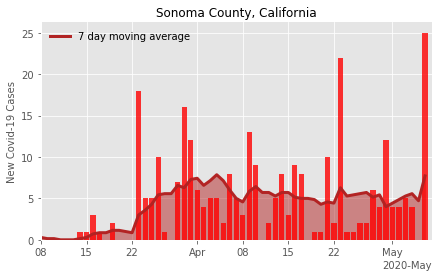 Sonoma County, California
7 day moving average
New Covid-19 Cases
25
20
15
10
5
0
08 15 22 Apr 08 15 22 May
2020-May